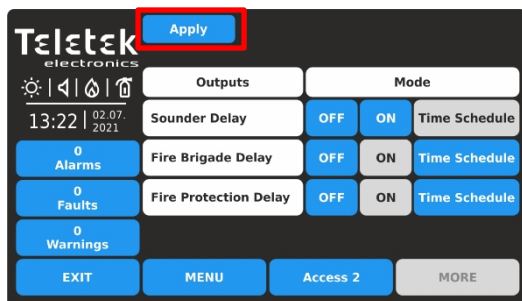 Teletek
electronics
Apply
13:22 02.07.
2021
Outputs Mode
Sounder Delay OFF ON Time Schedule
0
Alarms
Fire Brigade Delay OFF ON Time Schedule
0
Faults
Fire Protection Delay OFF ON Time Schedule
0
Warnings
EXIT MENU Access 2 MORE